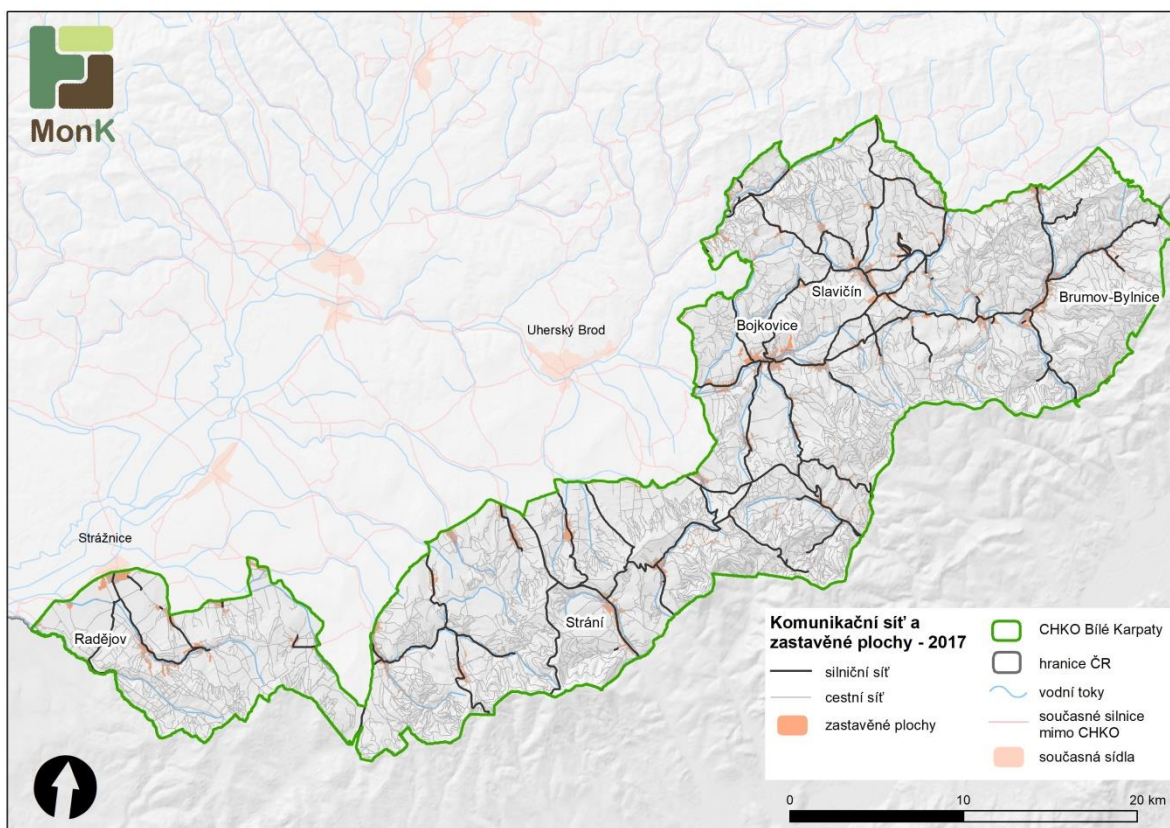 MonK
Slavičín
Brumov-Bylnice
Bojkovice
Uherský Brod
Strážnice
Radějov
Strání
Komunikační síť a
zastavěné plochy - 2017
silniční síť
cestní síť
zastavěné plochy
CHKO Bílé Karpaty
hranice ČR
vodní toky
současné silnice
mimo CHKO
současná sídla
0 10 20 km